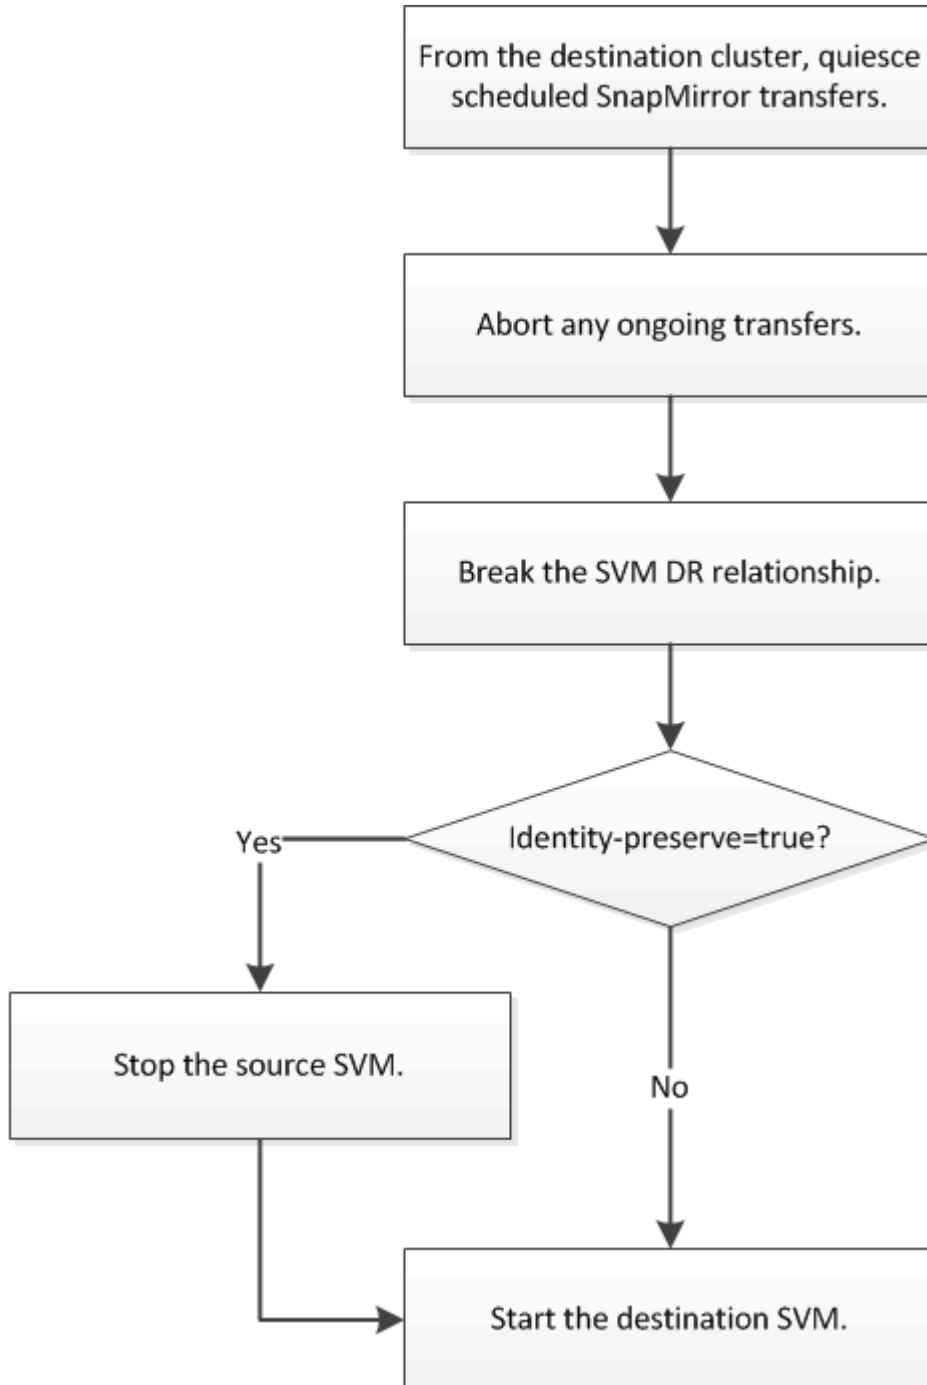 From the destination cluster, quiesce
scheduled SnapMirror transfers.
Abort any ongoing transfers.
Break the SVM DR relationship.
Identity-preserve=true?
Yes
Stop the source SVM.
No
Start the destination SVM.